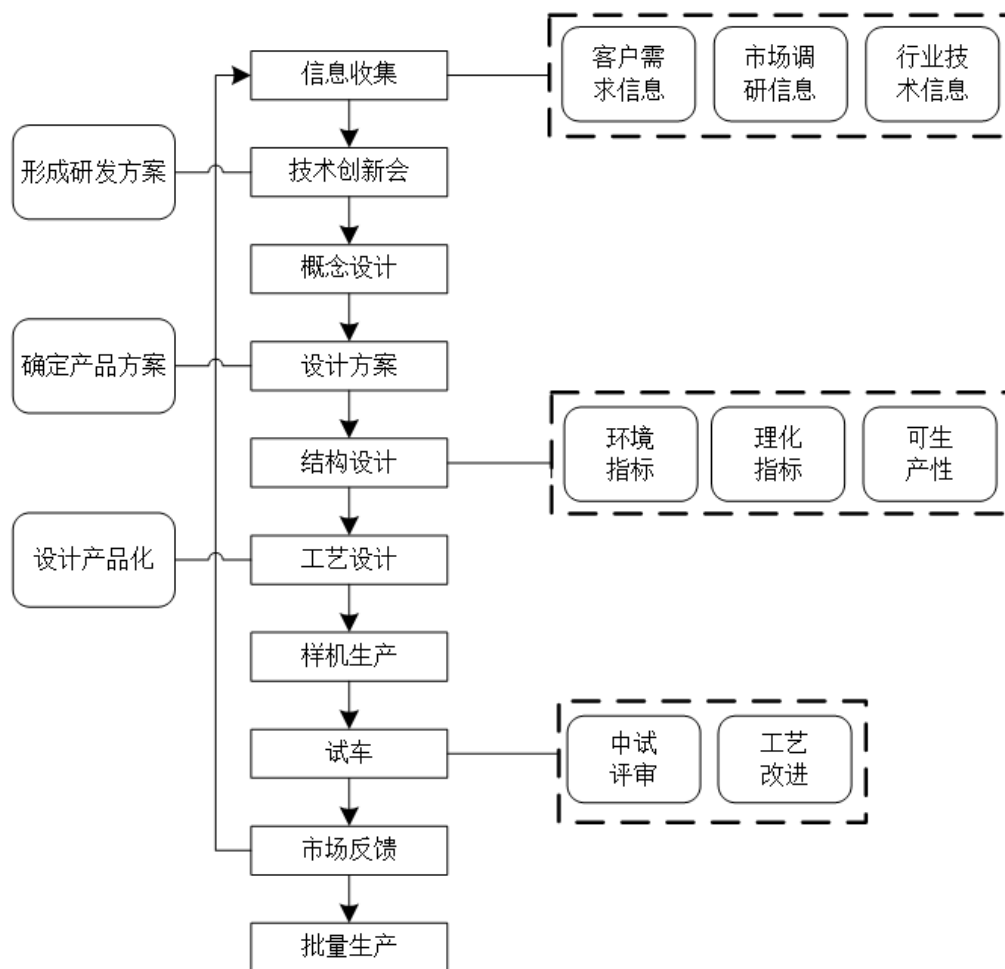 信息收集
客户需
求信息
市场调
研信息
行业技
术信息
形成研发方案
技术创新会
概念设计
确定产品方案
设计方案
结构设计
环境
指标
理化
指标
可生
产性
设计产品化
工艺设计
样机生产
试车
中试
评审
工艺
改进
市场反馈
批量生产